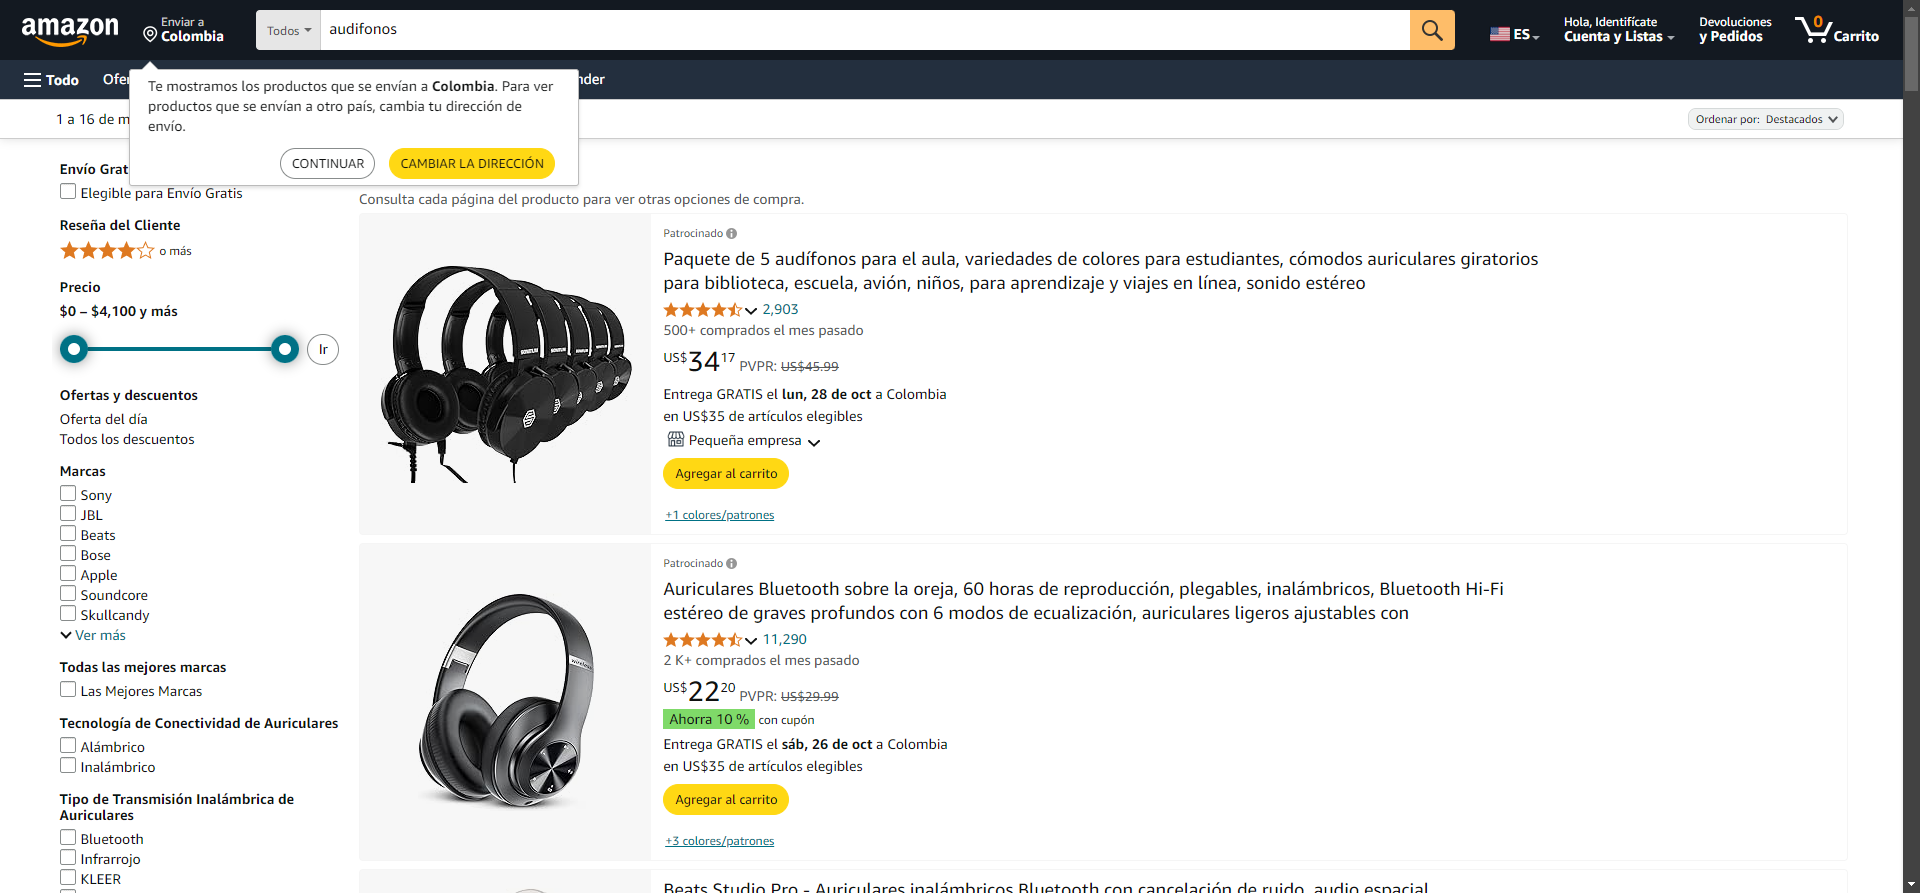 amazon
Enviar a
Colombia
Todos
audifonos
ES
Hola, Identifícate
Cuenta y Listas
Devoluciones
y Pedidos
0
Carrito
Todo
Te mostramos los productos que se envían a Colombia. Para ver
productos que se envían a otro país, cambia tu dirección de
envío.
CONTINUAR
CAMBIAR LA DIRECCIÓN
1 a 16 de
Ordenar por: Destacados
Envío
Elegible para Envío Gratis
Reseña del Cliente
o más
Precio
$0 – $4,100 y más
Ir
Ofertas y descuentos
Oferta del día
Todos los descuentos
Marcas
Sony
JBL
Beats
Bose
Apple
Soundcore
Skullcandy
Ver más
Todas las mejores marcas
Las Mejores Marcas
Tecnología de Conectividad de Auriculares
Alámbrico
Inalámbrico
Tipo de Transmisión Inalámbrica de
Auriculares
Bluetooth
Infrarrojo
KLEER
Consulta cada página del producto para ver otras opciones de compra.
Patrocinado
Paquete de 5 audífonos para el aula, variedades de colores para estudiantes, cómodos auriculares giratorios
para biblioteca, escuela, avión, niños, para aprendizaje y viajes en línea, sonido estéreo
2,903
500+ comprados el mes pasado
US$34 17 PVPR: US$45.99
Entrega GRATIS el lun, 28 de oct a Colombia
en US$35 de artículos elegibles
Pequeña empresa
Agregar al carrito
+1 colores/patrones
Patrocinado
Auriculares Bluetooth sobre la oreja, 60 horas de reproducción, plegables, inalámbricos, Bluetooth Hi-Fi
estéreo de graves profundos con 6 modos de ecualización, auriculares ligeros ajustables con
11,290
2 K+ comprados el mes pasado
US$22 20 PVPR: US$29.99
Ahorra 10 % con cupón
Entrega GRATIS el sáb, 26 de oct a Colombia
en US$35 de artículos elegibles
Agregar al carrito
+3 colores/patrones
Beats Studio Pro - Auriculares inalámbricos Bluetooth con cancelación de ruido, audio espacial